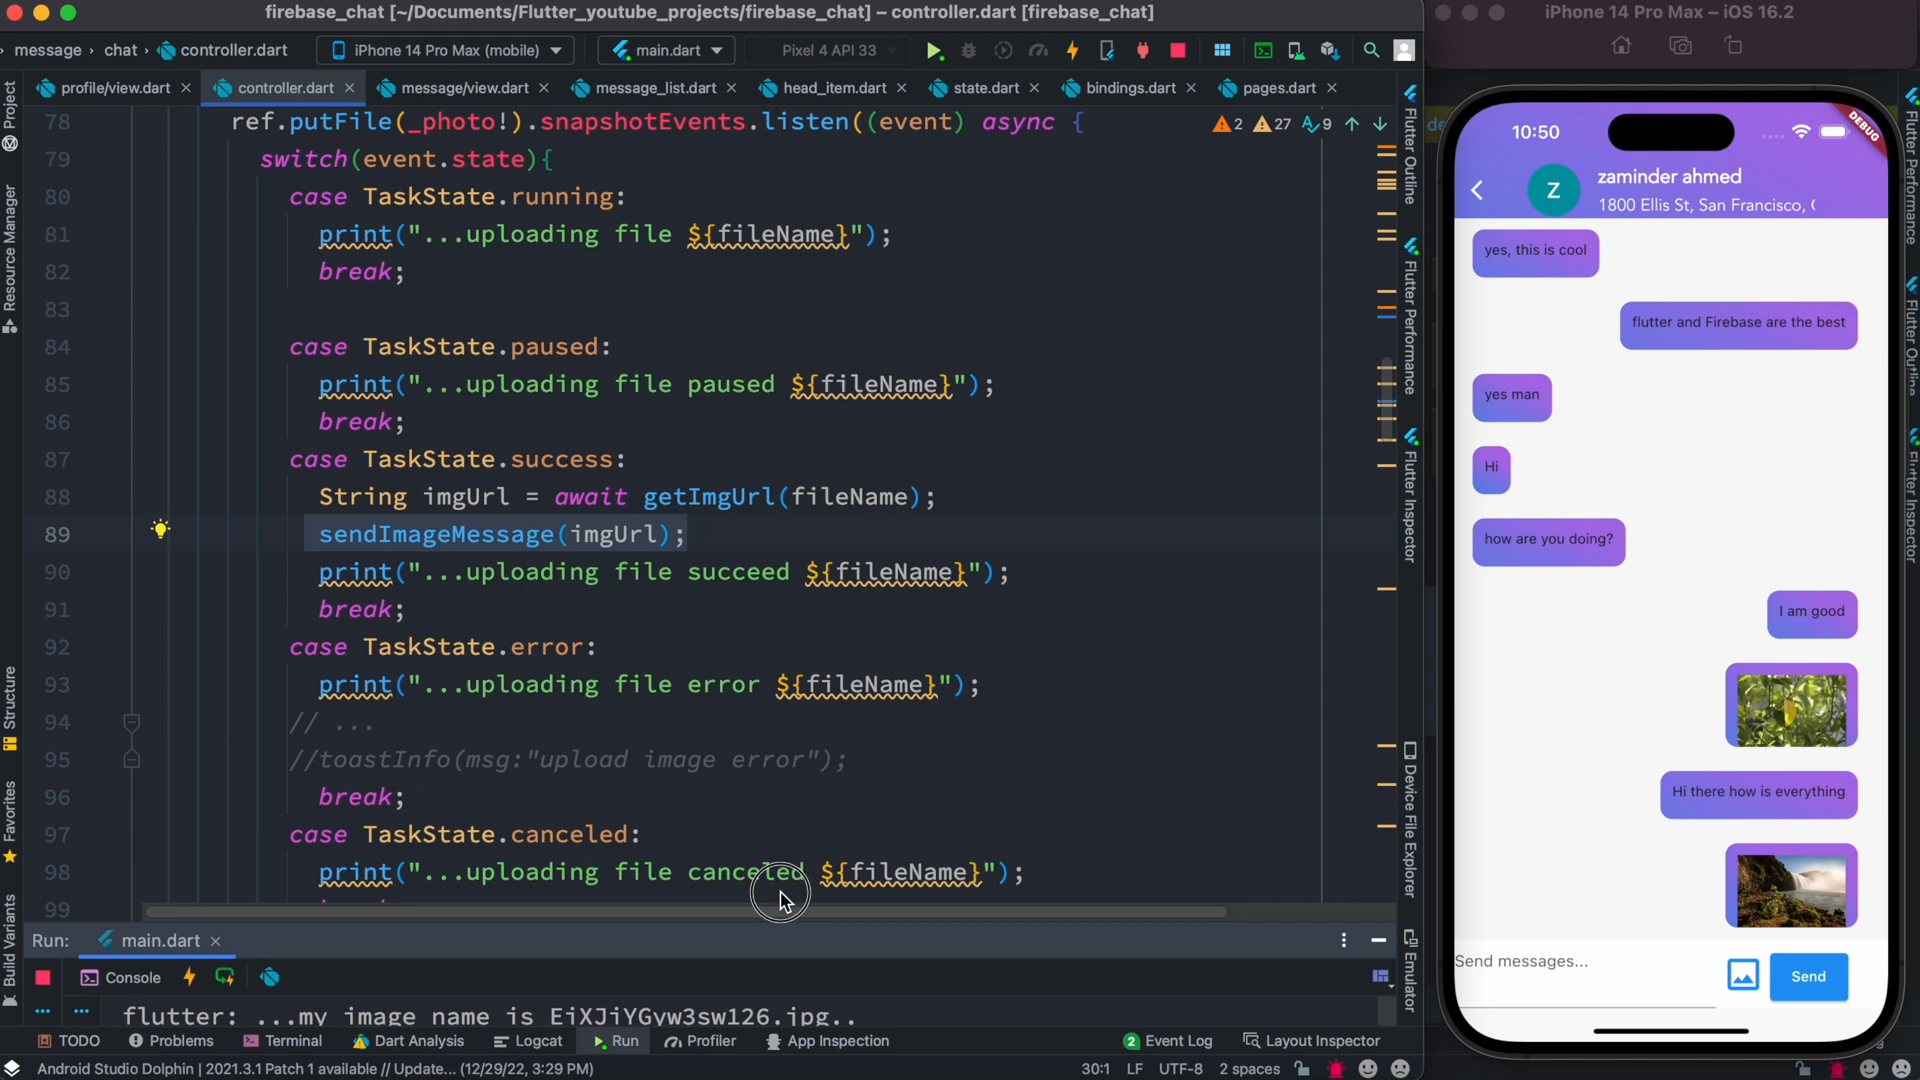 firebase_chat [~/Documents/Flutter_youtube_projects/firebase_chat] – controller.dart [firebase_chat]
message > chat > controller.dart
iPhone 14 Pro Max (mobile)
main.dart
Pixel 4 API 33
profile/view.dart
controller.dart
message/view.dart
message_list.dart
head_item.dart
state.dart
bindings.dart
pages.dart
2 27 9
78 ref.putFile(_photo!).snapshotEvents.listen((event) async {
79 switch(event.state){
80 case TaskState.running:
81 print("...uploading file ${fileName}");
82 break;
83
84 case TaskState.paused:
85 print("...uploading file paused ${fileName}");
86 break;
87 case TaskState.success:
88 String imgUrl = await getImgUrl(fileName);
89 sendImageMessage(imgUrl);
90 print("...uploading file succeed ${fileName}");
91 break;
92 case TaskState.error:
93 print("...uploading file error ${fileName}");
94 // ...
95 //toastInfo(msg:"upload image error");
96 break;
97 case TaskState.canceled:
98 print("...uploading file canceled ${fileName}");
99
Project
Resource Manager
Structure
Favorites
Build Variants
Flutter Outline
Flutter Performance
Flutter Inspector
Device File Explorer
Emulator
Run: main.dart
Console
flutter: ...my image name is EiXJiYGyw3sw126.jpg..
TODO
Problems
Terminal
Dart Analysis
Logcat
Run
Profiler
App Inspection
2 Event Log
Layout Inspector
Android Studio Dolphin | 2021.3.1 Patch 1 available // Update... (12/29/22, 3:29 PM)
30:1 LF UTF-8 2 spaces
iPhone 14 Pro Max – iOS 16.2
10:50
DEBUG
Z
zaminder ahmed
1800 Ellis St, San Francisco,
yes, this is cool
flutter and Firebase are the best
yes man
Hi
how are you doing?
I am good
Hi there how is everything
Send messages...
Send
Flutter Performance
Flutter Outline
Flutter Inspector